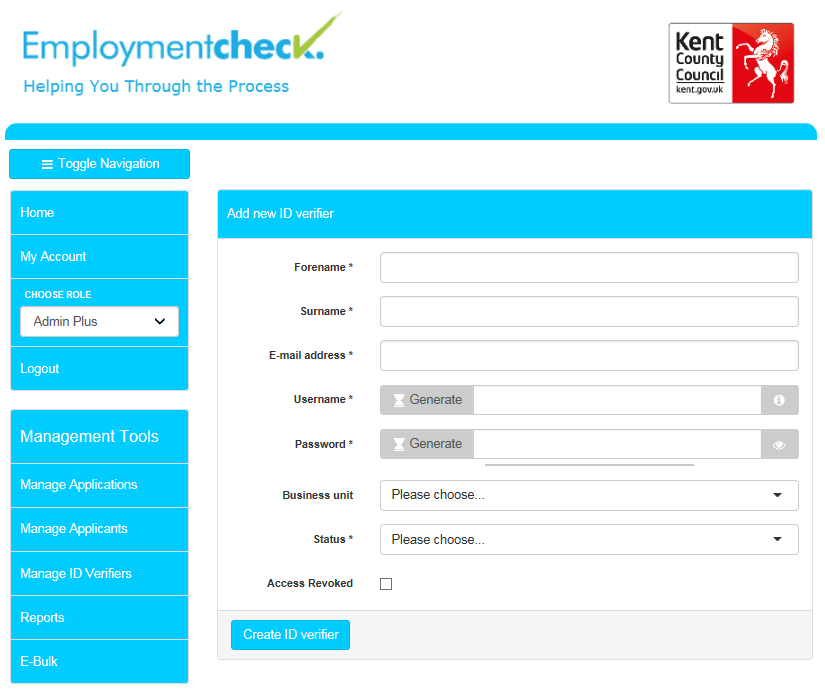 Employmentcheck.
Helping You Through the Process
Kent
County
Council
kent.gov.uk
Toggle Navigation
Home
My Account
CHOOSE ROLE
Admin Plus
Logout
Management Tools
Manage Applications
Manage Applicants
Manage ID Verifiers
Reports
E-Bulk
Add new ID verifier
Forename *
Surname *
E-mail address *
Username * Generate
Password * Generate
Business unit Please choose...
Status * Please choose...
Access Revoked
Create ID verifier